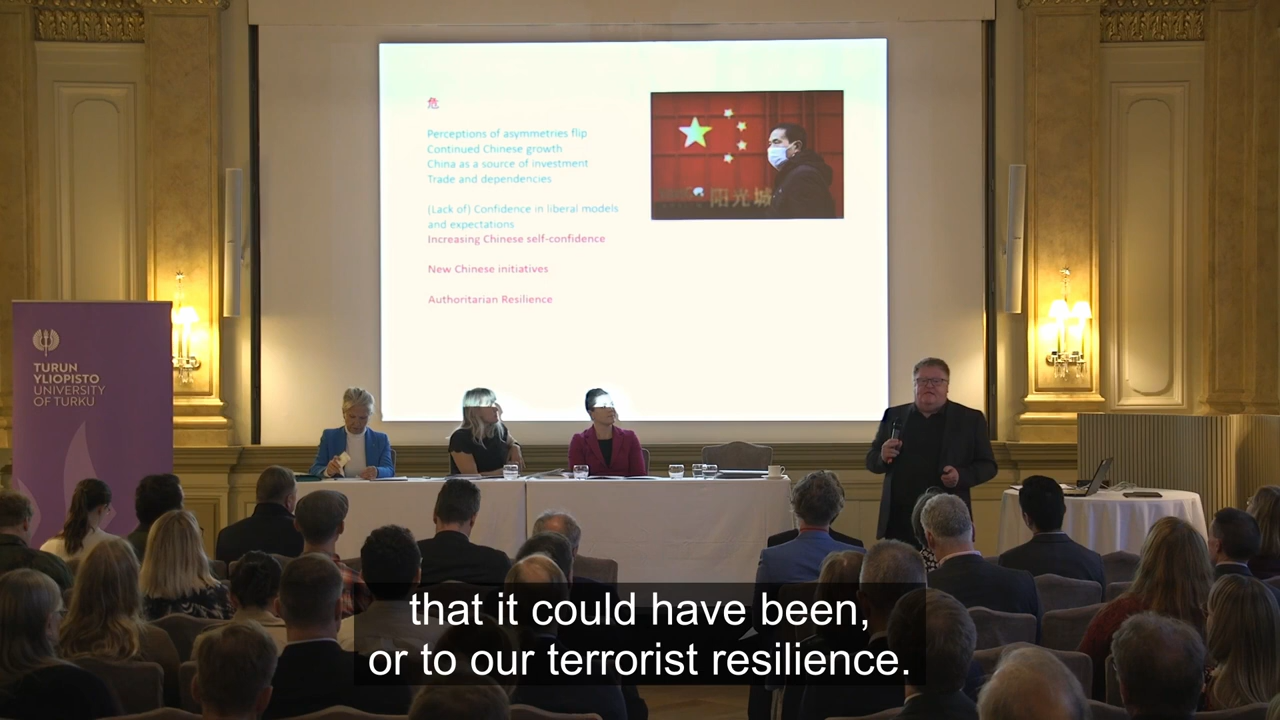 危
Perceptions of asymmetries flip
Continued Chinese growth
China as a source of investment
Trade and dependencies
(Lack of) Confidence in liberal models
and expectations
Increasing Chinese self-confidence
New Chinese initiatives
Authoritarian Resilience
阳光城
TURUN
YLIOPISTO
UNIVERSITY
OF TURKU
that it could have been,
or to our terrorist resilience.